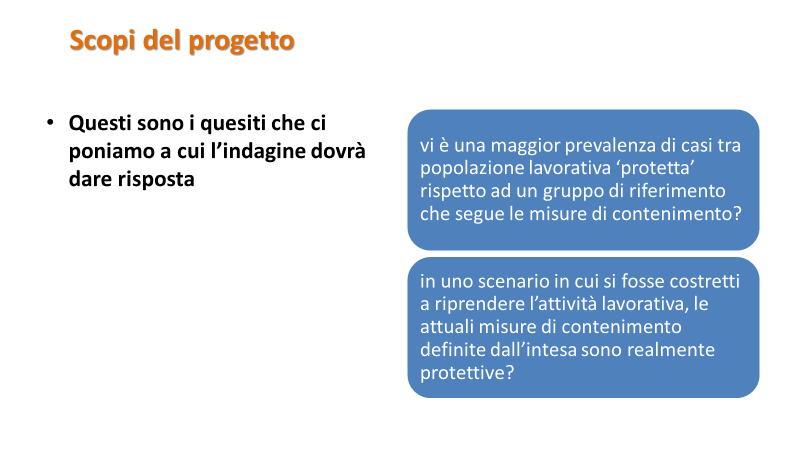 Scopi del progetto
• Questi sono i quesiti che ci
poniamo a cui l'indagine dovrà
dare risposta
vi è una maggior prevalenza di casi tra
popolazione lavorativa ‘protetta’
rispetto ad un gruppo di riferimento
che segue le misure di contenimento?
in uno scenario in cui si fosse costretti
a riprendere l’attività lavorativa, le
attuali misure di contenimento
definite dall’intesa sono realmente
protettive?